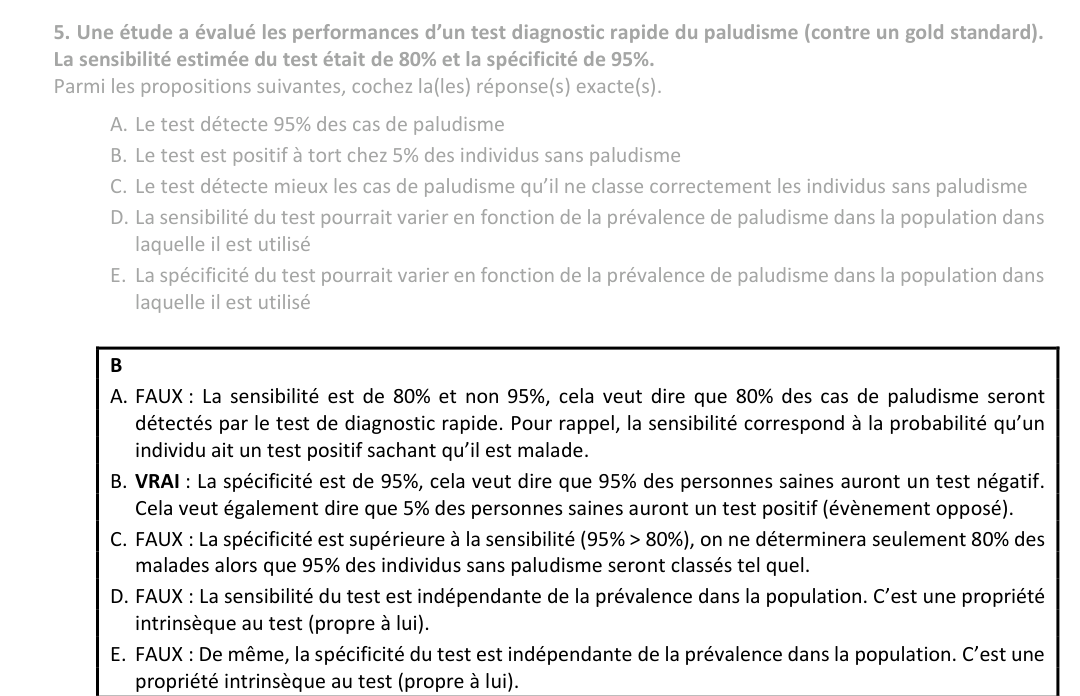 5. Une étude a évalué les performances d’un test diagnostic rapide du paludisme (contre un gold standard).
La sensibilité estimée du test était de 80% et la spécificité de 95%.
Parmi les propositions suivantes, cochez la(les) réponse(s) exacte(s).
A. Le test détecte 95% des cas de paludisme
B. Le test est positif à tort chez 5% des individus sans paludisme
C. Le test détecte mieux les cas de paludisme qu’il ne classe correctement les individus sans paludisme
D. La sensibilité du test pourrait varier en fonction de la prévalence de paludisme dans la population dans
laquelle il est utilisé
E. La spécificité du test pourrait varier en fonction de la prévalence de paludisme dans la population dans
laquelle il est utilisé
B
A. FAUX : La sensibilité est de 80% et non 95%, cela veut dire que 80% des cas de paludisme seront
détectés par le test de diagnostic rapide. Pour rappel, la sensibilité correspond à la probabilité qu’un
individu ait un test positif sachant qu’il est malade.
B. VRAI : La spécificité est de 95%, cela veut dire que 95% des personnes saines auront un test négatif.
Cela veut également dire que 5% des personnes saines auront un test positif (évènement opposé).
C. FAUX : La spécificité est supérieure à la sensibilité (95% > 80%), on ne déterminera seulement 80% des
malades alors que 95% des individus sans paludisme seront classés tel quel.
D. FAUX : La sensibilité du test est indépendante de la prévalence dans la population. C’est une propriété
intrinsèque au test (propre à lui).
E. FAUX : De même, la spécificité du test est indépendante de la prévalence dans la population. C’est une
propriété intrinsèque au test (propre à lui).